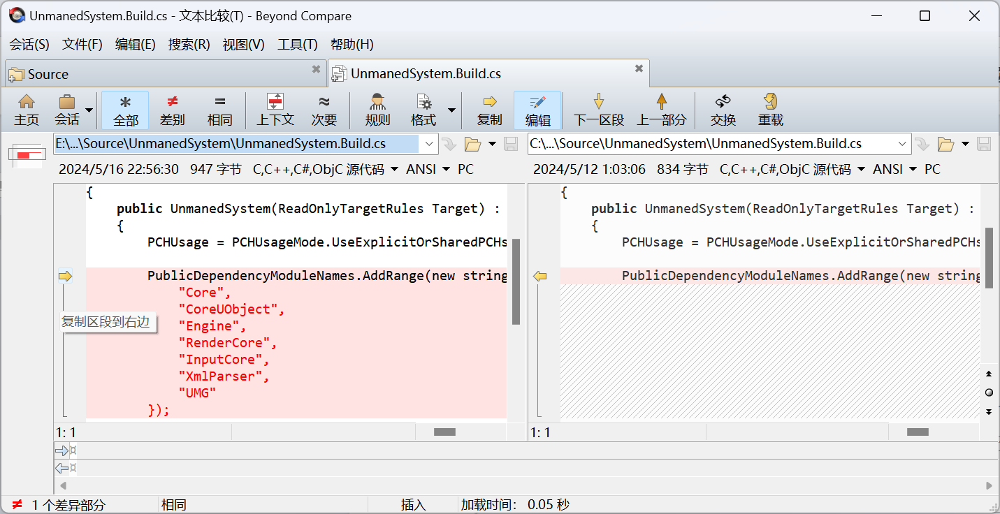 UnmanedSystem.Build.cs - 文本比较(T) - Beyond Compare
会话(S) 文件(F) 编辑(E) 搜索(R) 视图(V) 工具(T) 帮助(H)
Source UnmanedSystem.Build.cs
主页 会话 全部 差别 相同 上下文 次要 规则 格式 复制 编辑 下一区段 上一部分 交换 重载
E:\...\Source\UnmanedSystem\UnmanedSystem.Build.cs C:\...\Source\UnmanedSystem\UnmanedSystem.Build.cs
2024/5/16 22:56:30 947 字节 C,C++,C#,ObjC 源代码 ANSI PC 2024/5/12 1:03:06 834 字节 C,C++,C#,ObjC 源代码 ANSI PC
{ {
public UnmanedSystem(ReadOnlyTargetRules Target) : public UnmanedSystem(ReadOnlyTargetRules Target) :
{ {
PCHUsage = PCHUsageMode.UseExplicitOrSharedPCHs PCHUsage = PCHUsageMode.UseExplicitOrSharedPCHs
PublicDependencyModuleNames.AddRange(new string PublicDependencyModuleNames.AddRange(new string
"Core",
"CoreUObject",
复制区段到右边
"Engine",
"RenderCore",
"InputCore",
"XmlParser",
"UMG"
});
1: 1 1: 1
≠ 1 个差异部分 相同 插入 加载时间： 0.05 秒